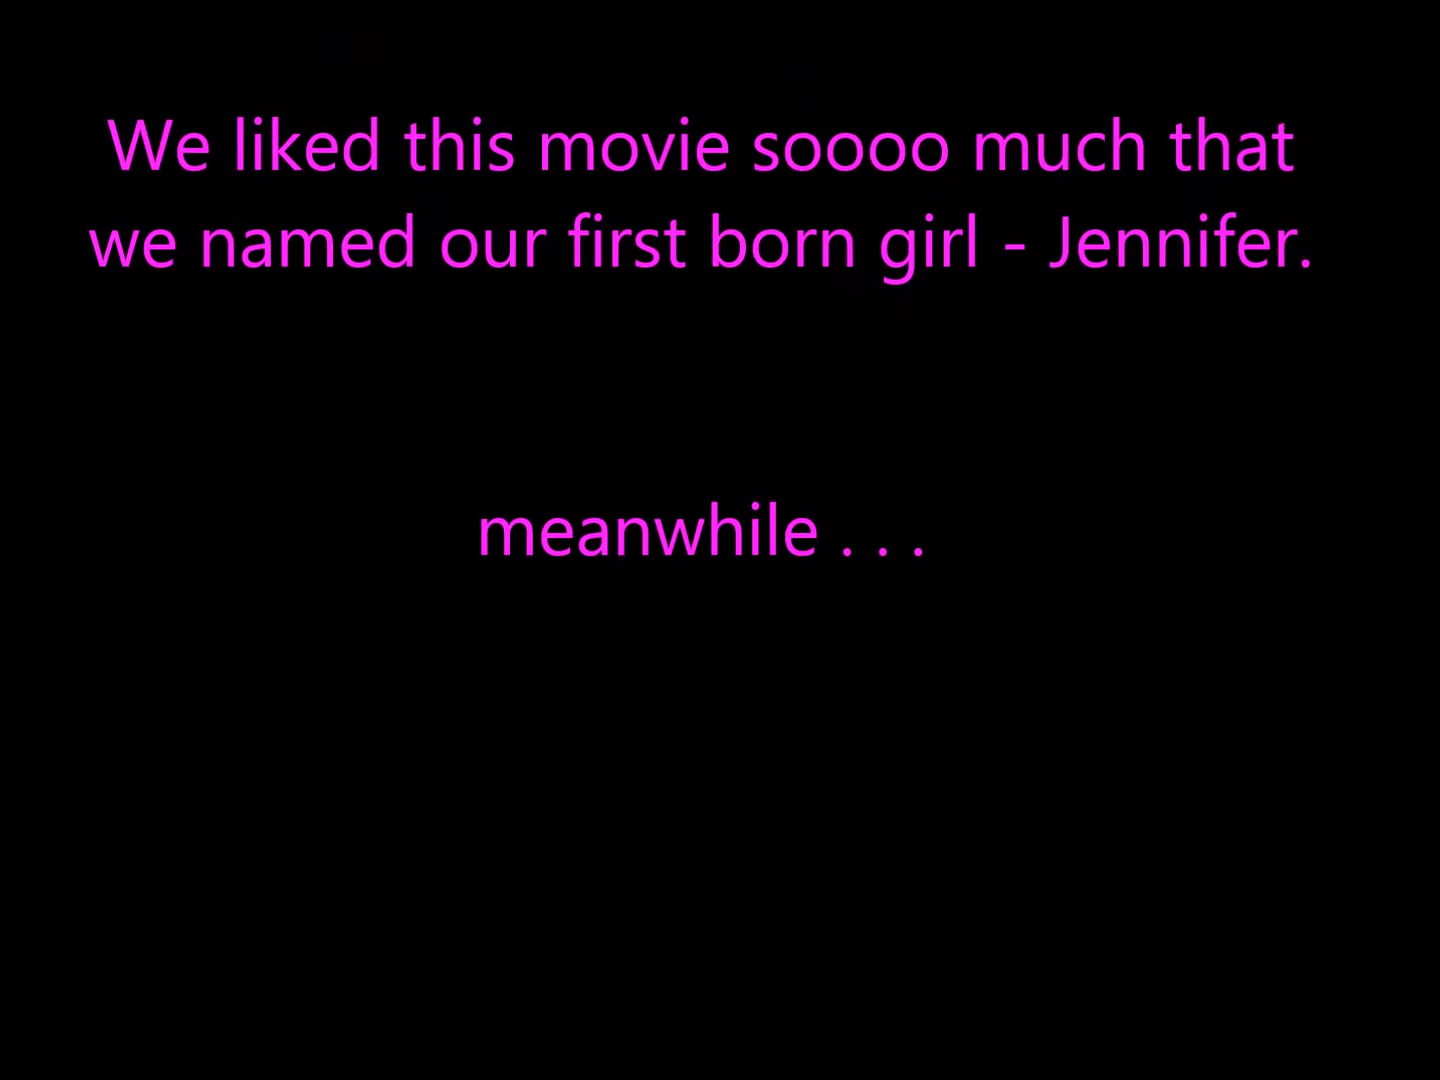 We liked this movie soooo much that
we named our first born girl - Jennifer.
meanwhile . . .